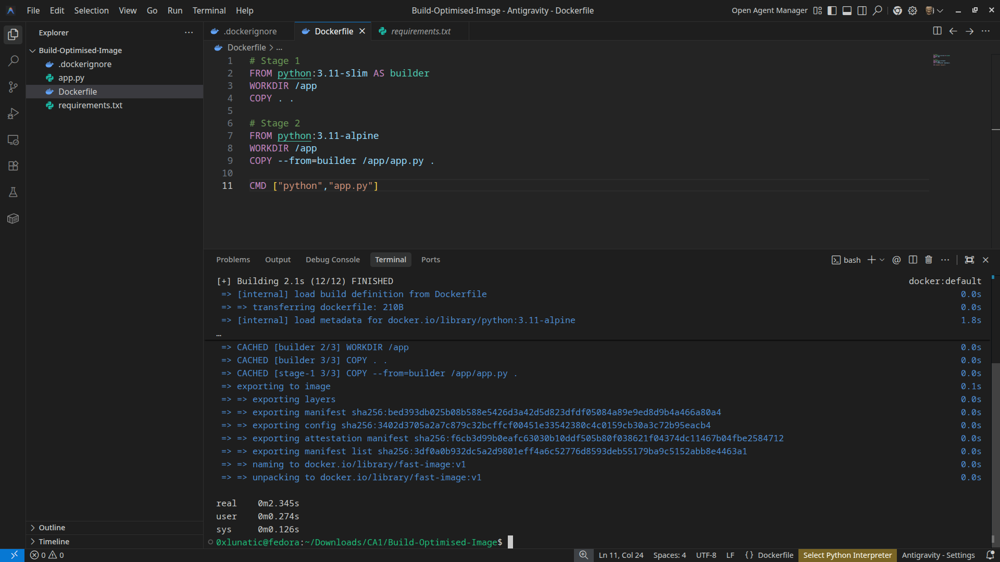 File Edit Selection View Go Run Terminal Help
Build-Optimised-Image - Antigravity - Dockerfile
Open Agent Manager
Explorer
Build-Optimised-Image
.dockerignore
app.py
Dockerfile
requirements.txt
Outline
Timeline
.dockerignore Dockerfile requirements.txt
Dockerfile > ...
1 # Stage 1
2 FROM python:3.11-slim AS builder
3 WORKDIR /app
4 COPY . .
5
6 # Stage 2
7 FROM python:3.11-alpine
8 WORKDIR /app
9 COPY --from=builder /app/app.py .
10
11 CMD ["python","app.py"]
Problems Output Debug Console Terminal Ports
bash
[+] Building 2.1s (12/12) FINISHED docker:default
=> [internal] load build definition from Dockerfile 0.0s
=> => transferring dockerfile: 210B 0.0s
=> [internal] load metadata for docker.io/library/python:3.11-alpine 1.8s
…
=> CACHED [builder 2/3] WORKDIR /app 0.0s
=> CACHED [builder 3/3] COPY . . 0.0s
=> CACHED [stage-1 3/3] COPY --from=builder /app/app.py . 0.0s
=> exporting to image 0.1s
=> => exporting layers 0.0s
=> => exporting manifest sha256:bed393db025b08b588e5426d3a42d5d823dfdf05084a89e9ed8d9b4a466a80a4 0.0s
=> => exporting config sha256:3402d3705a2a7c879c32bcffcf00451e33542380c4c0159cb30a3c72b95eacb4 0.0s
=> => exporting attestation manifest sha256:f6cb3d99b0eafc63030b10ddf505b80f038621f04374dc11467b04fbe2584712 0.0s
=> => exporting manifest list sha256:3df0a0b932dc5a2d9801eff4a6c52776d8593deb55179ba9c5152abb8e4463a1 0.0s
=> => naming to docker.io/library/fast-image:v1 0.0s
=> => unpacking to docker.io/library/fast-image:v1 0.0s
real 0m2.345s
user 0m0.274s
sys 0m0.126s
0xlunatic@fedora:~/Downloads/CA1/Build-Optimised-Image$
0 0
Ln 11, Col 24 Spaces: 4 UTF-8 LF {} Dockerfile Select Python Interpreter Antigravity - Settings